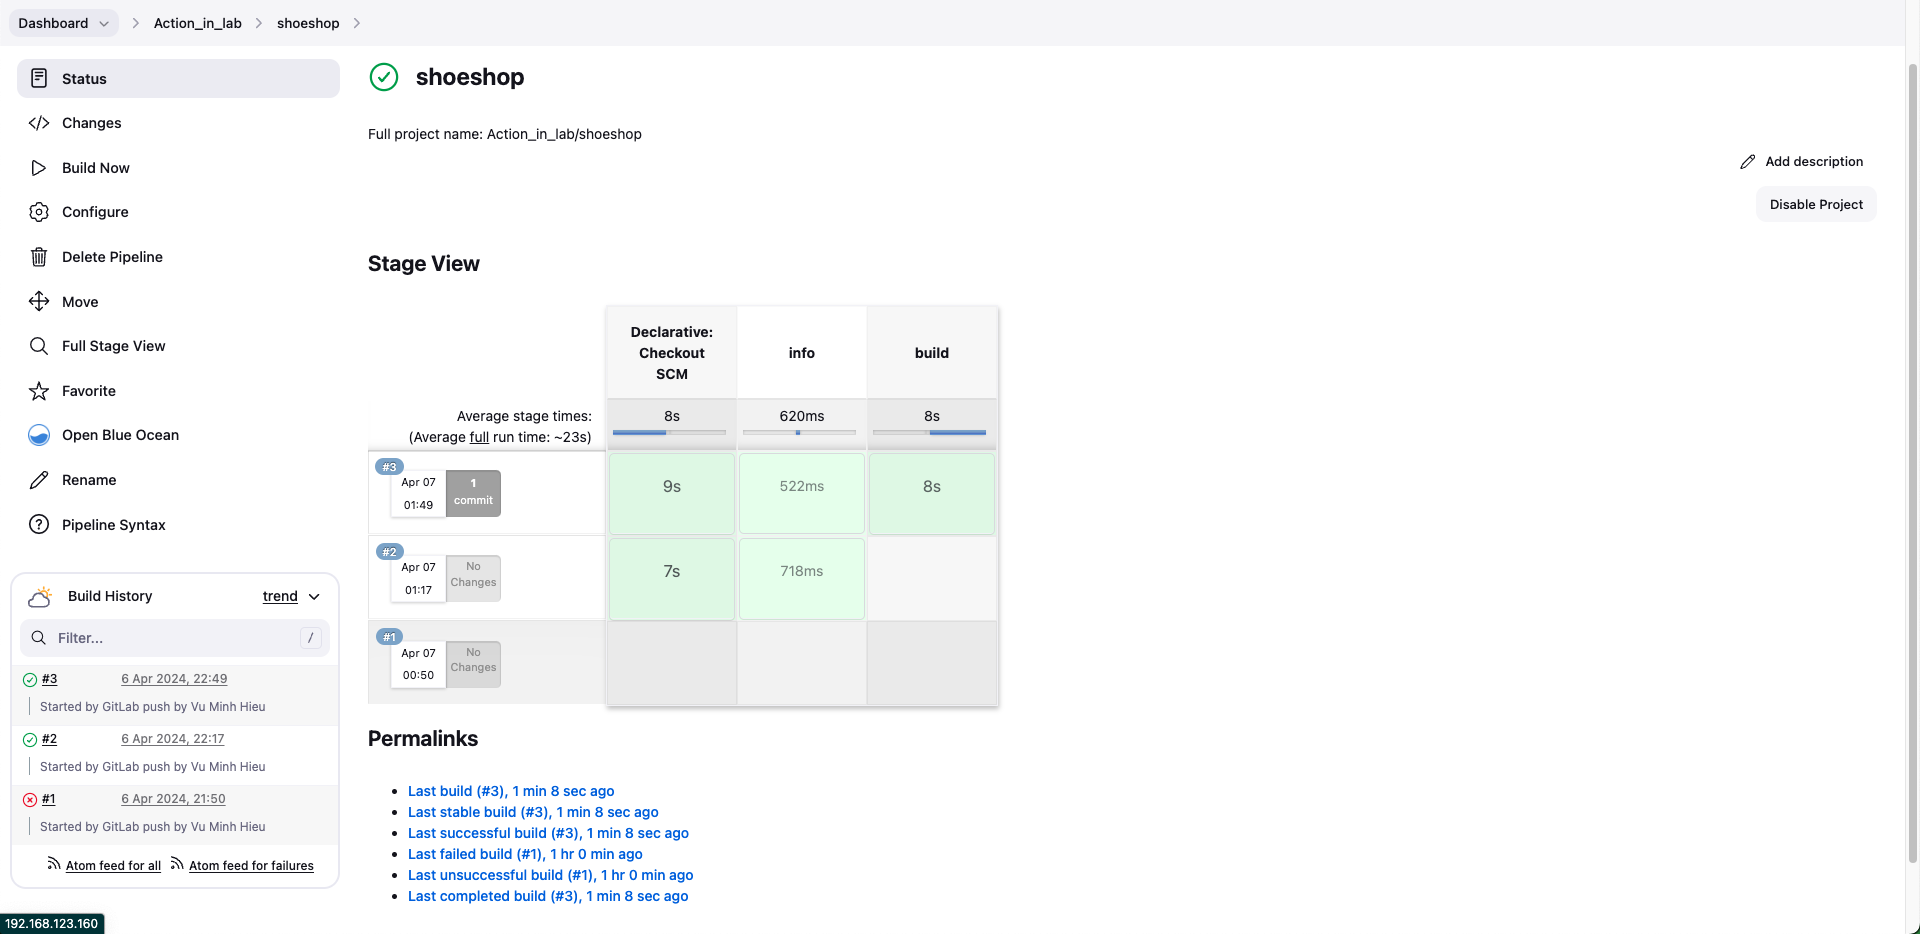 Dashboard
Action_in_lab
shoeshop
Status
Changes
Build Now
Configure
Delete Pipeline
Move
Full Stage View
Favorite
Open Blue Ocean
Rename
Pipeline Syntax
Build History
trend
Filter...
/
#3
6 Apr 2024, 22:49
Started by GitLab push by Vu Minh Hieu
#2
6 Apr 2024, 22:17
Started by GitLab push by Vu Minh Hieu
#1
6 Apr 2024, 21:50
Started by GitLab push by Vu Minh Hieu
Atom feed for all
Atom feed for failures
shoeshop
Full project name: Action_in_lab/shoeshop
Add description
Disable Project
Stage View
Declarative:
Checkout
SCM
info
build
Average stage times:
(Average full run time: ~23s)
8s
620ms
8s
#3
Apr 07
01:49
1
commit
9s
522ms
8s
#2
Apr 07
01:17
No
Changes
7s
718ms
#1
Apr 07
00:50
No
Changes
Permalinks
Last build (#3), 1 min 8 sec ago
Last stable build (#3), 1 min 8 sec ago
Last successful build (#3), 1 min 8 sec ago
Last failed build (#1), 1 hr 0 min ago
Last unsuccessful build (#1), 1 hr 0 min ago
Last completed build (#3), 1 min 8 sec ago
192.168.123.160